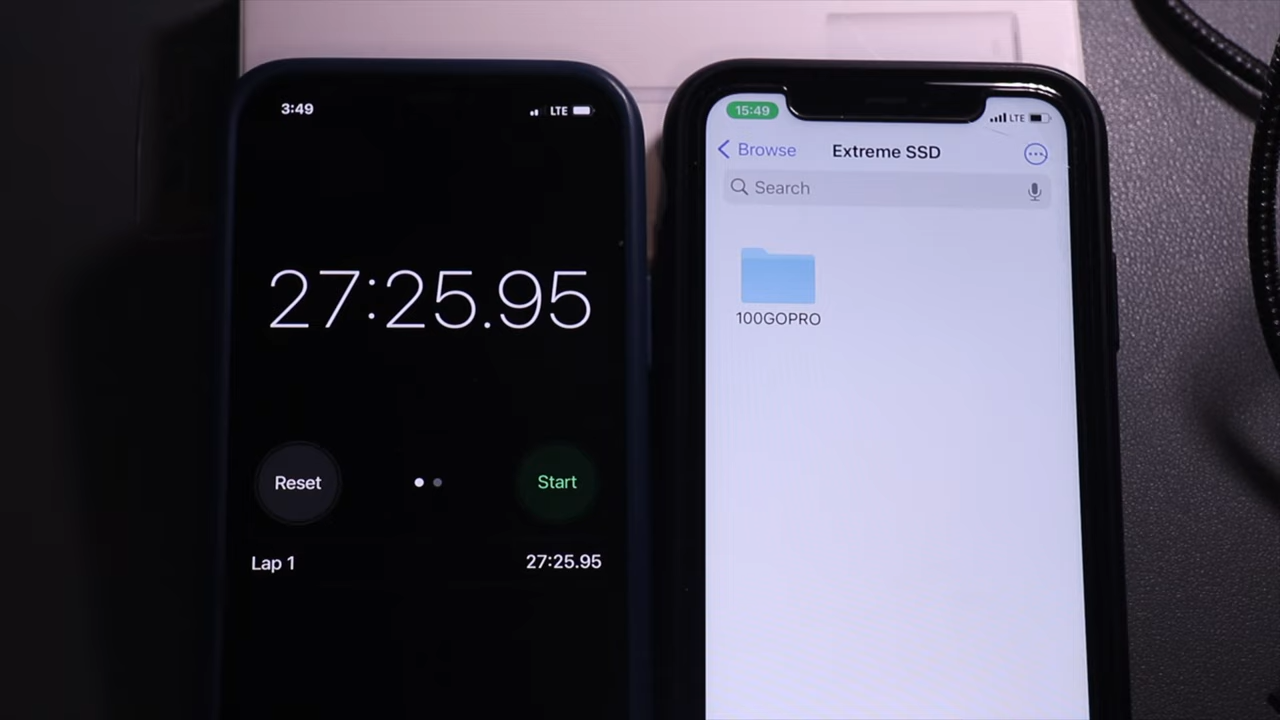 3:49
LTE
27:25.95
Reset
Start
Lap 1
27:25.95
15:49
LTE
Browse
Extreme SSD
Search
100GOPRO